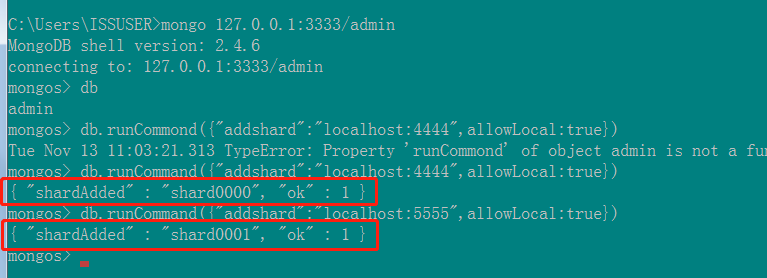 C:\Users\ISSUSER>mongo 127.0.0.1:3333/admin
MongoDB shell version: 2.4.6
connecting to: 127.0.0.1:3333/admin
mongos> db
admin
mongos> db.runCommond({"addshard":"localhost:4444",allowLocal:true})
Tue Nov 13 11:03:21.313 TypeError: Property 'runCommond' of object admin is not a fun
mongos> db.runCommand({"addshard":"localhost:4444",allowLocal:true})
{ "shardAdded" : "shard0000", "ok" : 1 }
mongos> db.runCommand({"addshard":"localhost:5555",allowLocal:true})
{ "shardAdded" : "shard0001", "ok" : 1 }
mongos>